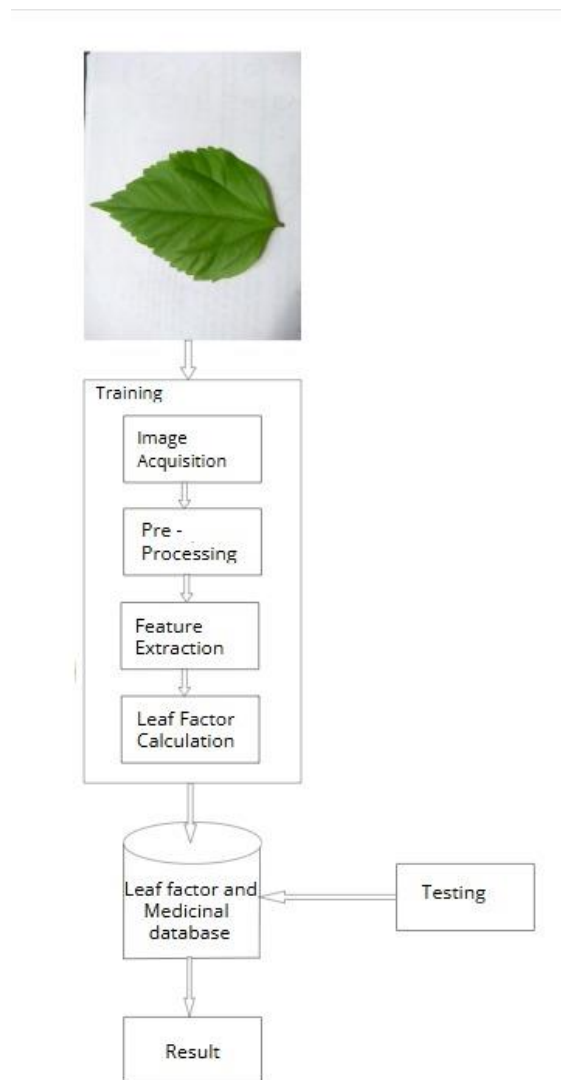 Training
Image
Acquisition
Pre -
Processing
Feature
Extraction
Leaf Factor
Calculation
Leaf factor and
Medicinal
database
Testing
Result